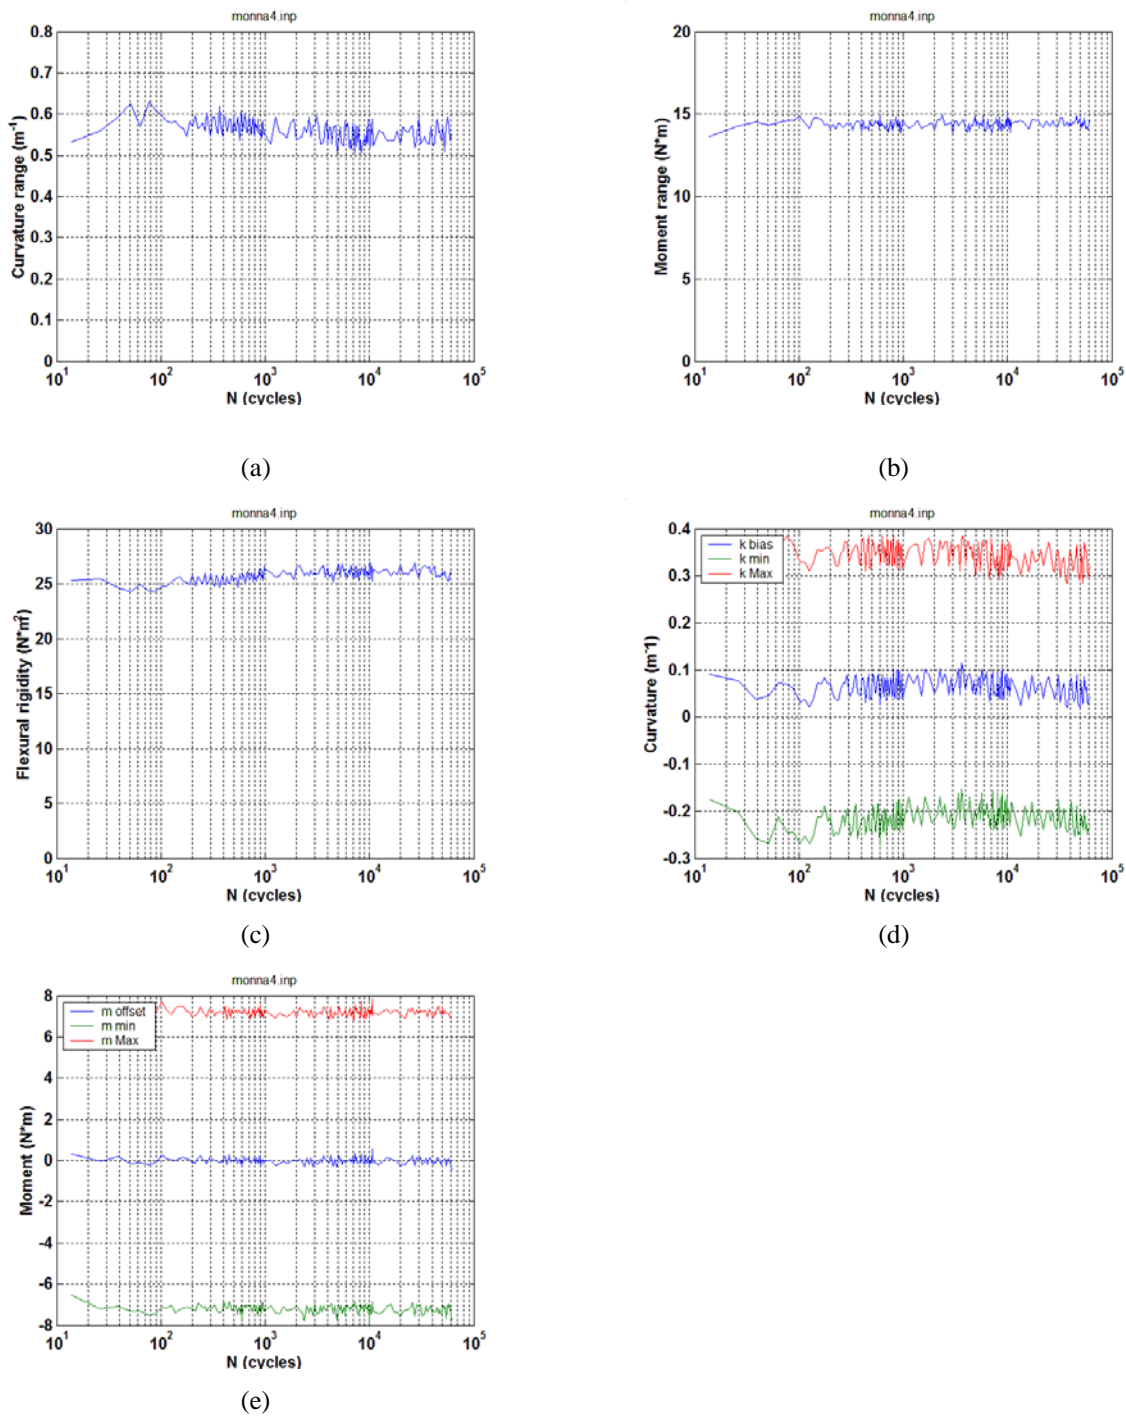 monna4.inp
0.8
0.7
0.6
0.5
0.4
0.3
0.2
0.1
0
Curvature range (m⁻¹)
10¹ 10² 10³ 10⁴ 10⁵
N (cycles)
(a)
monna4.inp
20
15
10
5
0
Moment range (N*m)
10¹ 10² 10³ 10⁴ 10⁵
N (cycles)
(b)
monna4.inp
30
25
20
15
10
5
0
Flexural rigidity (N*m²)
10¹ 10² 10³ 10⁴ 10⁵
N (cycles)
(c)
monna4.inp
k bias
k min
k Max
0.4
0.3
0.2
0.1
0
-0.1
-0.2
-0.3
Curvature (m⁻¹)
10¹ 10² 10³ 10⁴ 10⁵
N (cycles)
(d)
monna4.inp
m offset
m min
m Max
8
6
4
2
0
-2
-4
-6
-8
Moment (N*m)
10¹ 10² 10³ 10⁴ 10⁵
N (cycles)
(e)